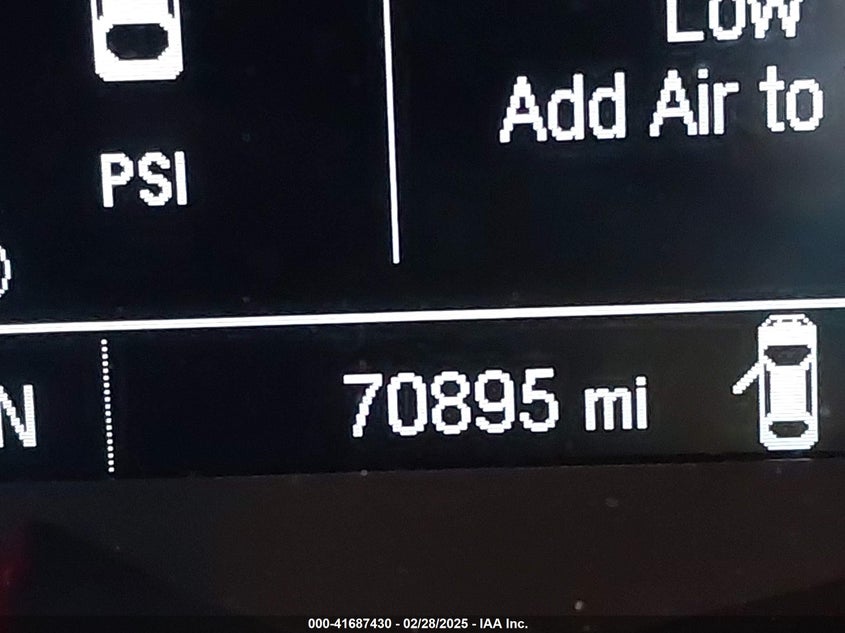 Low
Add Air to
PSI
N
70895 mi
000-41687430 - 02/28/2025 - IAA Inc.